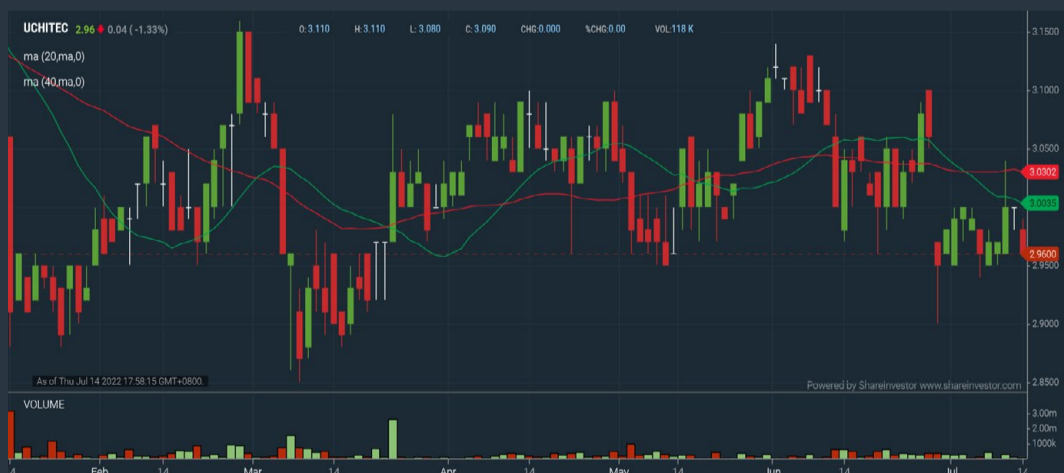 UCHITEC 2.96 0.04 (-1.33%) O: 3.110 H: 3.110 L: 3.080 C: 3.090 CHG:0.000 %CHG:0.00 VOL:118 K
ma (20,ma,0)
ma (40,ma,0)
3.1500
3.1000
3.0500
3.0302
3.0035
2.9600
2.9500
2.9000
2.8500
As of Thu Jul 14 2022 17:58:15 GMT+0800.
Powered by ShareInvestor www.shareinvestor.com
VOLUME
3.00m
2.00m
1000k
4 Feb 14 Mar 14 Apr 14 May 14 Jun 14 Jul 14